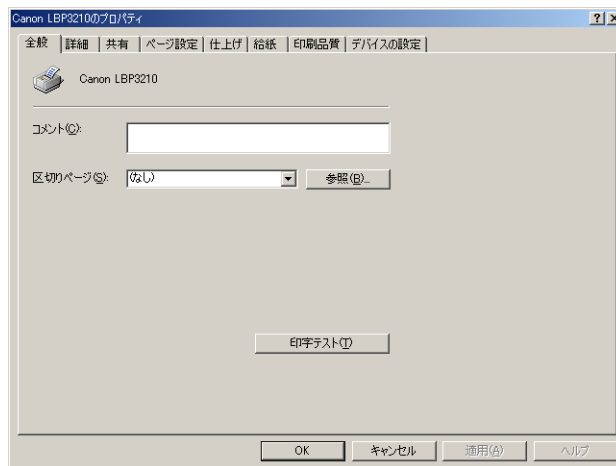 Canon LBP3210のプロパティ
全般 詳細 共有 ページ設定 仕上げ 給紙 印刷品質 デバイスの設定
Canon LBP3210
コメント(C):
区切りページ(S): (なし) 参照(B)...
印字テスト(T)
OK キャンセル 適用(A) ヘルプ